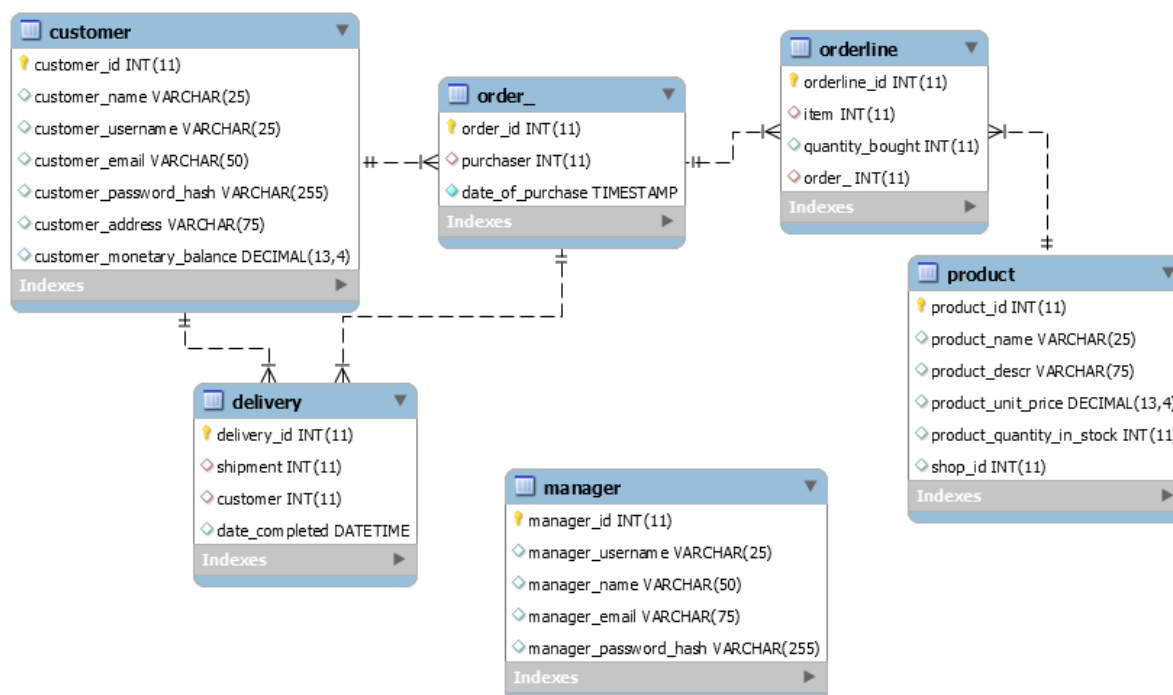 customer
customer_id INT(11)
customer_name VARCHAR(25)
customer_username VARCHAR(25)
customer_email VARCHAR(50)
customer_password_hash VARCHAR(255)
customer_address VARCHAR(75)
customer_monetary_balance DECIMAL(13,4)
Indexes
order_
order_id INT(11)
purchaser INT(11)
date_of_purchase TIMESTAMP
Indexes
orderline
orderline_id INT(11)
item INT(11)
quantity_bought INT(11)
order_ INT(11)
Indexes
product
product_id INT(11)
product_name VARCHAR(25)
product_descr VARCHAR(75)
product_unit_price DECIMAL(13,4)
product_quantity_in_stock INT(11)
shop_id INT(11)
Indexes
delivery
delivery_id INT(11)
shipment INT(11)
customer INT(11)
date_completed DATETIME
Indexes
manager
manager_id INT(11)
manager_username VARCHAR(25)
manager_name VARCHAR(50)
manager_email VARCHAR(75)
manager_password_hash VARCHAR(255)
Indexes